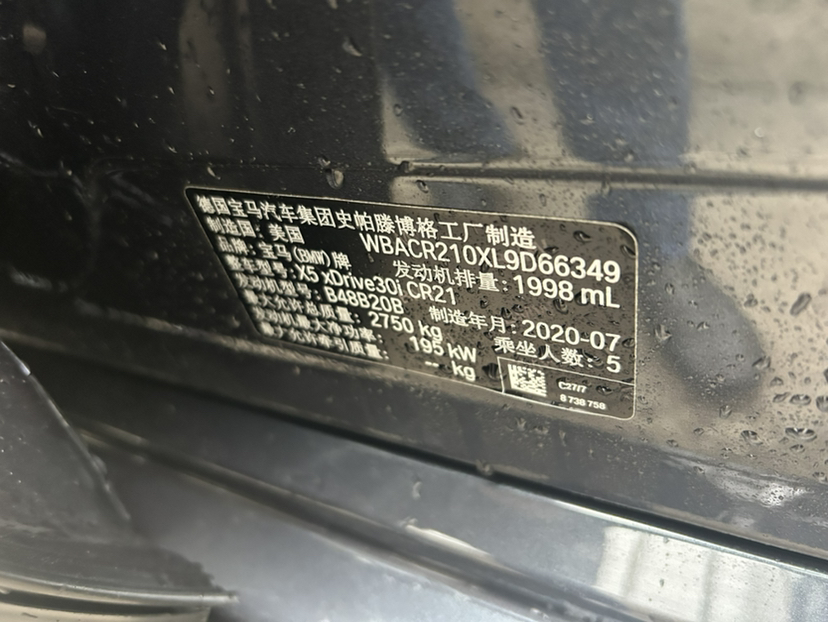 德国宝马汽车集团史帕滕博格工厂制造
制造国：美国 WBACR210XL9D66349
品牌：宝马(BMW)牌 发动机排量：1998 mL
整车型号：X5 xDrive30i CR21
发动机型号：B48B20B 制造年月：2020-07
最大允许总质量：2750 kg 乘坐人数：5
发动机最大净功率：195 kW
最大允许牵引质量：-- kg
C27/7
8 738 758